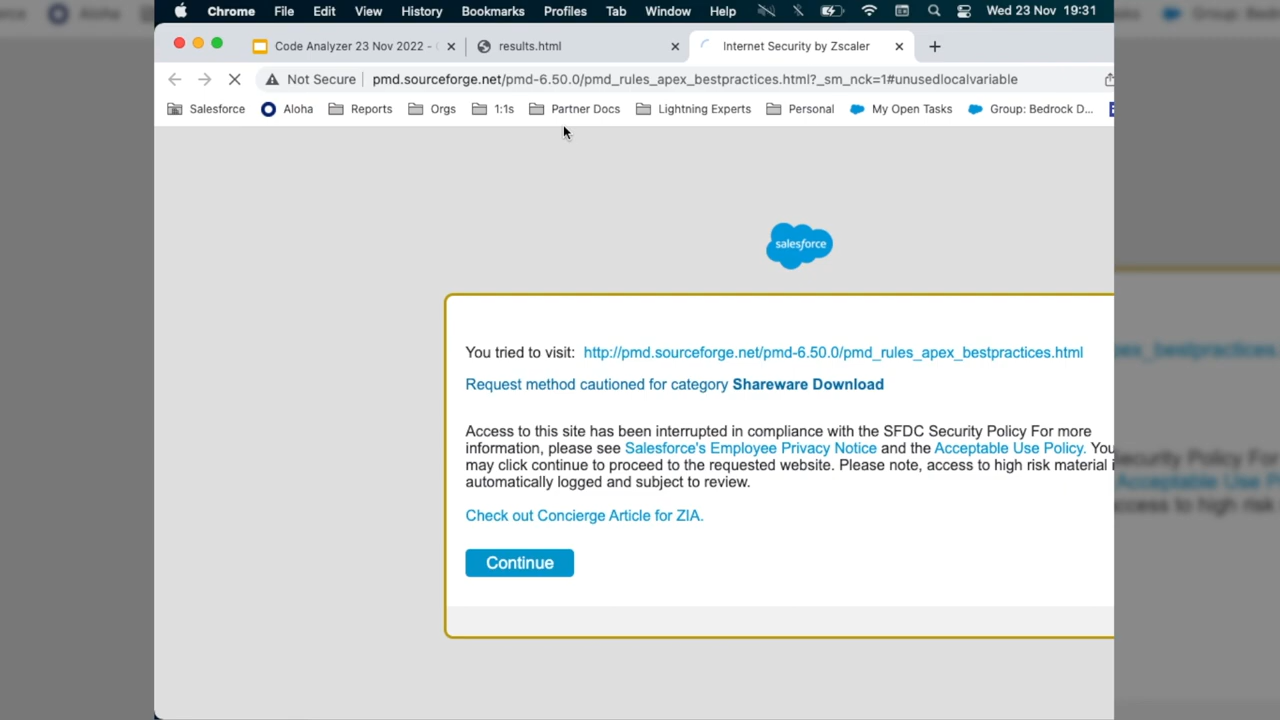 Chrome File Edit View History Bookmarks Profiles Tab Window Help Wed 23 Nov 19:31
Code Analyzer 23 Nov 2022 - results.html Internet Security by Zscaler
Not Secure pmd.sourceforge.net/pmd-6.50.0/pmd_rules_apex_bestpractices.html?_sm_nck=1#unusedlocalvariable
Salesforce Aloha Reports Orgs 1:1s Partner Docs Lightning Experts Personal My Open Tasks Group: Bedrock D...
salesforce
You tried to visit: http://pmd.sourceforge.net/pmd-6.50.0/pmd_rules_apex_bestpractices.html
Request method cautioned for category Shareware Download
Access to this site has been interrupted in compliance with the SFDC Security Policy For more
information, please see Salesforce's Employee Privacy Notice and the Acceptable Use Policy. You
may click continue to proceed to the requested website. Please note, access to high risk material i
automatically logged and subject to review.
Check out Concierge Article for ZIA.
Continue